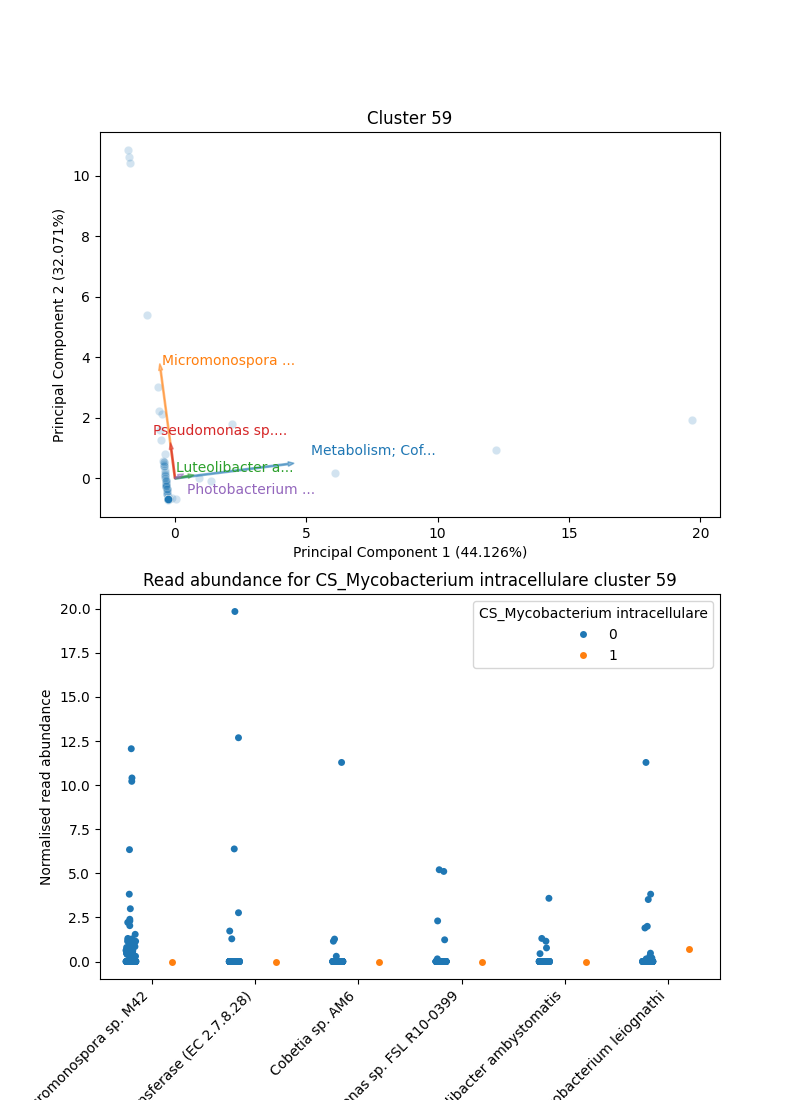 Cluster 59
10
8
6
4
2
0
Principal Component 2 (32.071%)
Micromonospora ...
Pseudomonas sp....
Metabolism; Cof...
Luteolibacter a...
Photobacterium ...
0
5
10
15
20
Principal Component 1 (44.126%)
Read abundance for CS_Mycobacterium intracellulare cluster 59
20.0
17.5
15.0
12.5
10.0
7.5
5.0
2.5
0.0
Normalised read abundance
CS_Mycobacterium intracellulare
0
1
romonospora sp. M42
sferase (EC 2.7.8.28)
Cobetia sp. AM6
nas sp. FSL R10-0399
libacter ambystomatis
obacterium leiognathi